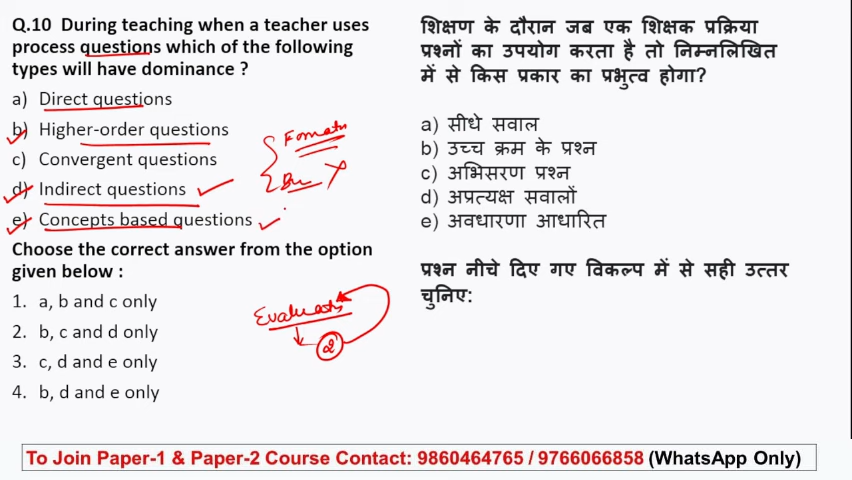 Q.10 During teaching when a teacher uses
process questions which of the following
types will have dominance ?
a) Direct questions
b) Higher-order questions
c) Convergent questions
d) Indirect questions
e) Concepts based questions
Choose the correct answer from the option
given below :
1. a, b and c only
2. b, c and d only
3. c, d and e only
4. b, d and e only
2
शिक्षण के दौरान जब एक शिक्षक प्रक्रिया
प्रश्नों का उपयोग करता है तो निम्नलिखित
में से किस प्रकार का प्रभुत्व होगा?
a) सीधे सवाल
b) उच्च क्रम के प्रश्न
c) अभिसरण प्रश्न
d) अप्रत्यक्ष सवालों
e) अवधारणा आधारित
प्रश्न नीचे दिए गए विकल्प में से सही उत्तर
चुनिए:
To Join Paper-1 & Paper-2 Course Contact: 9860464765 / 9766066858 (WhatsApp Only)